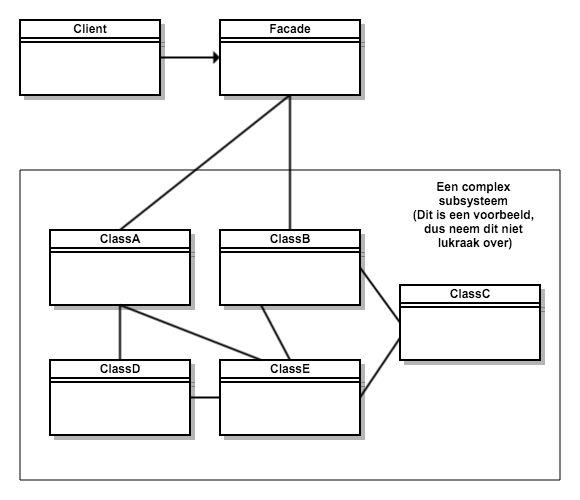 Client
Facade
Een complex
subsysteem
(Dit is een voorbeeld,
dus neem dit niet
lukraak over)
ClassA
ClassB
ClassC
ClassD
ClassE